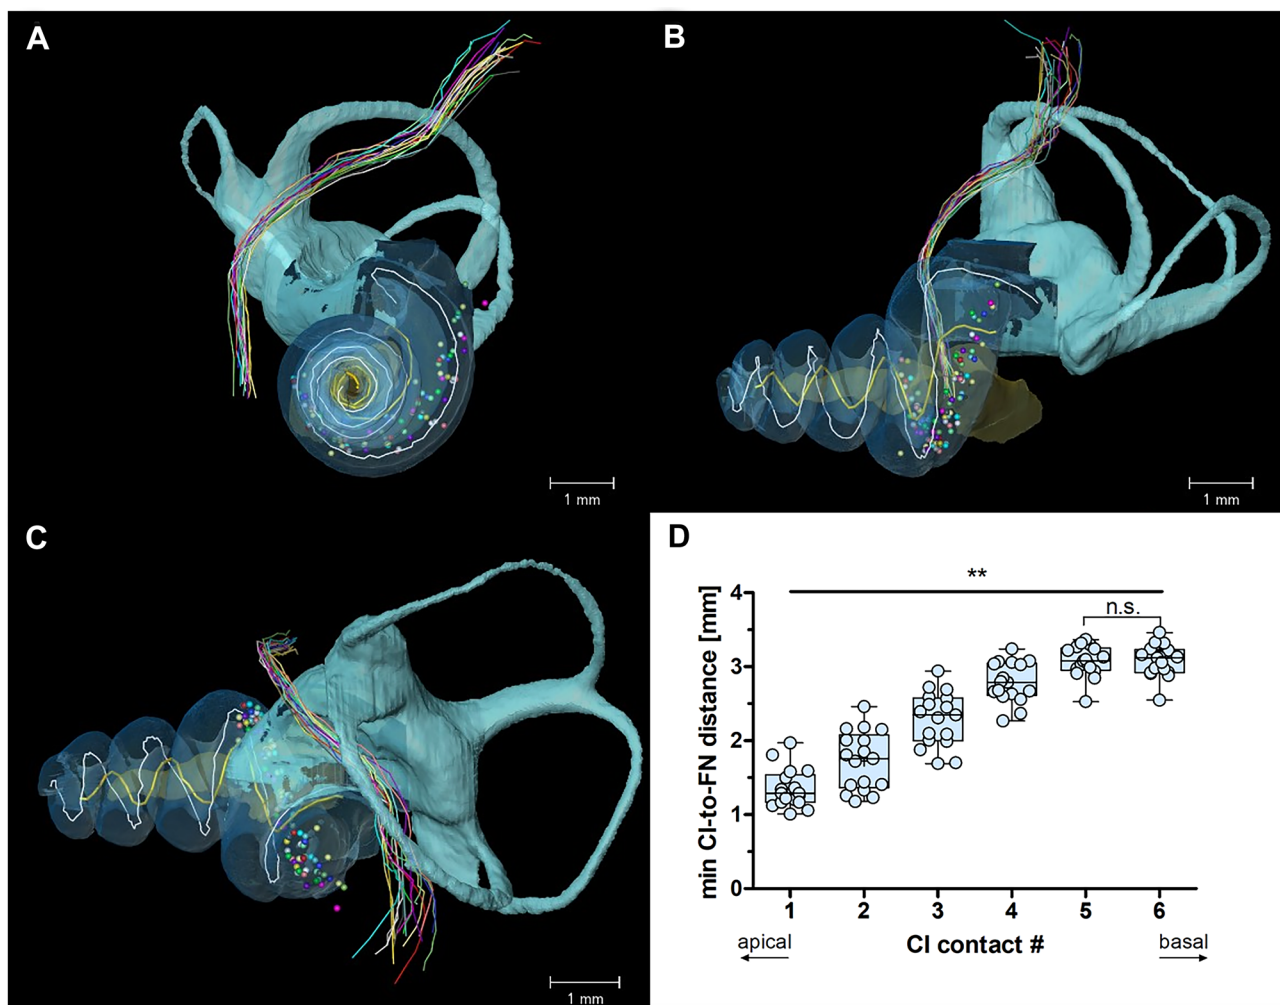 A
B
1 mm
1 mm
C
D
**
n.s.
min CI-to-FN distance [mm]
4
3
2
1
0
1 2 3 4 5 6
apical CI contact # basal
1 mm